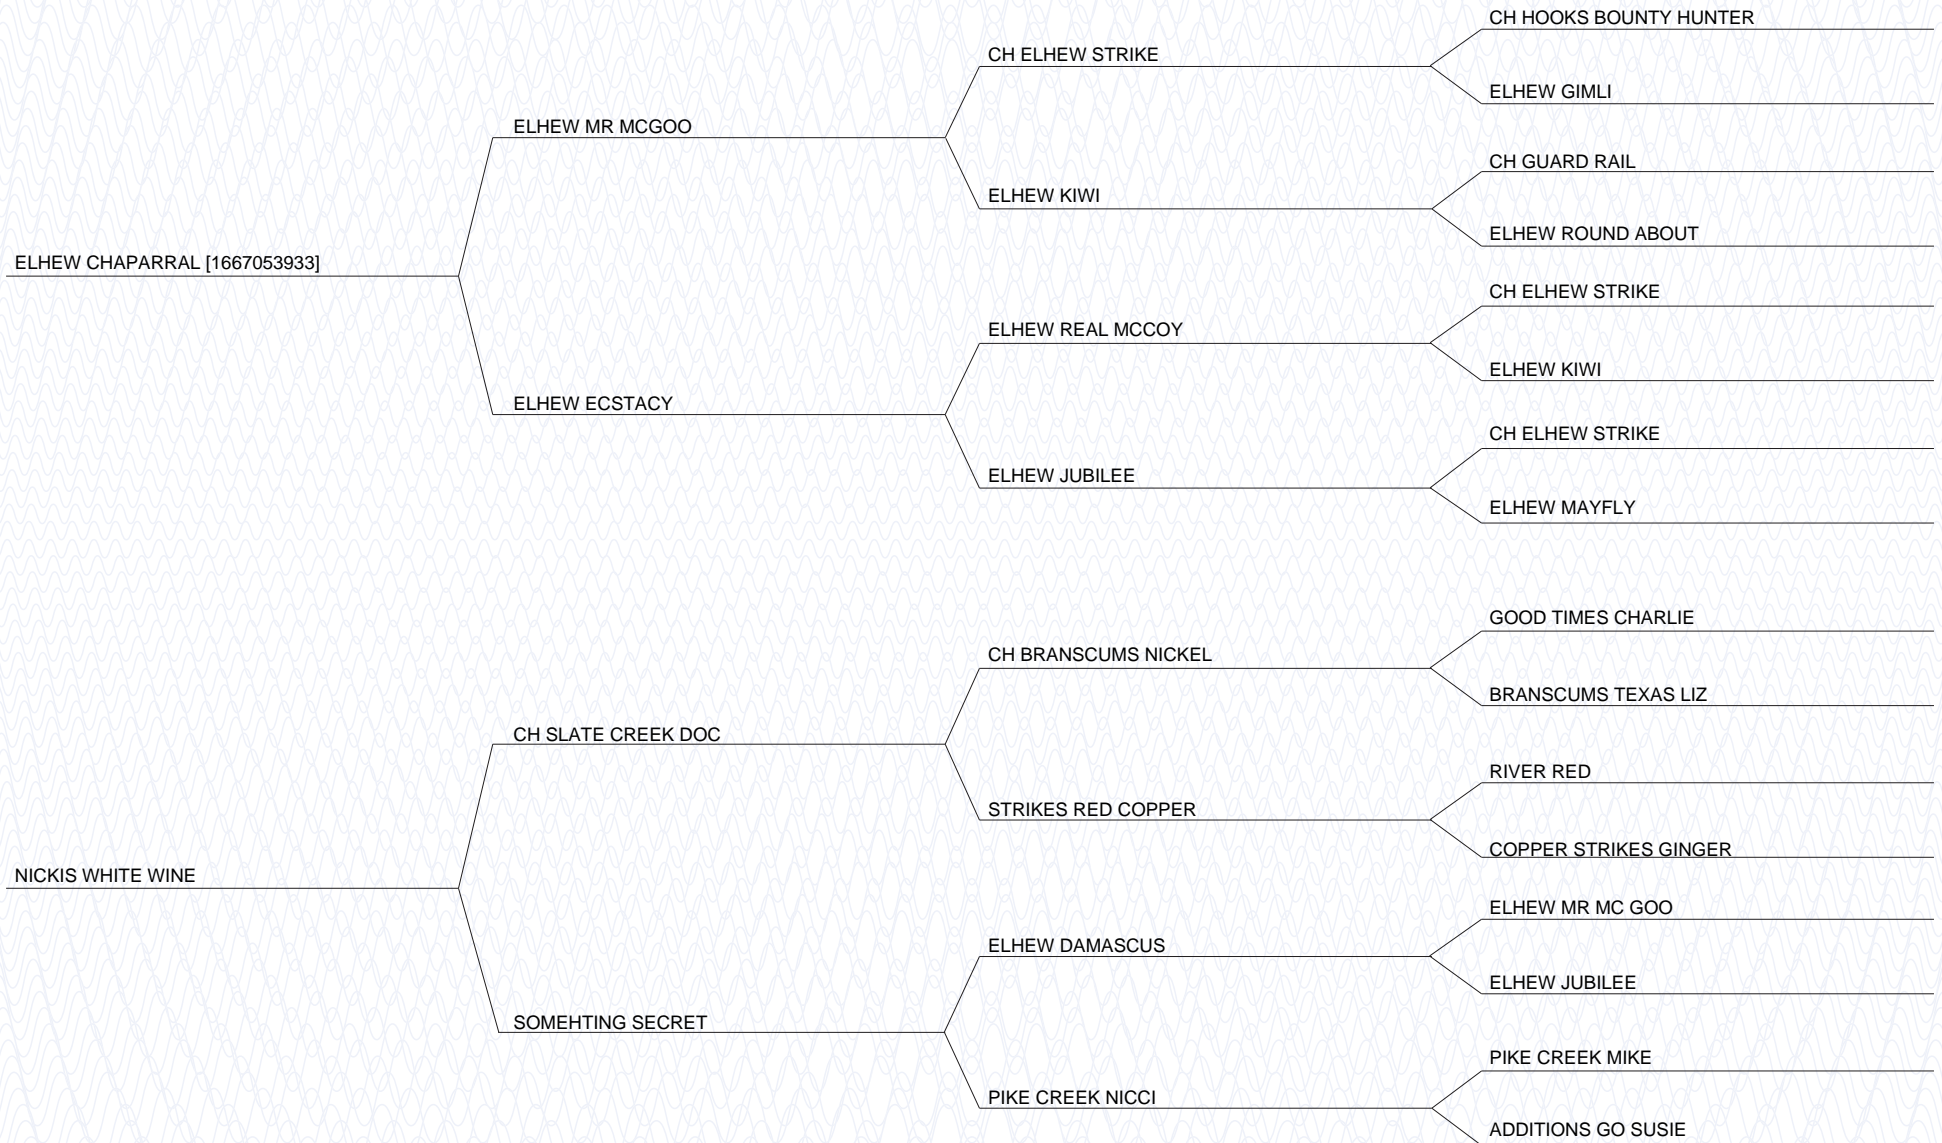 CH HOOKS BOUNTY HUNTER
CH ELHEW STRIKE
ELHEW GIMLI
ELHEW MR MCGOO
CH GUARD RAIL
ELHEW KIWI
ELHEW ROUND ABOUT
ELHEW CHAPARRAL [1667053933]
CH ELHEW STRIKE
ELHEW REAL MCCOY
ELHEW KIWI
ELHEW ECSTACY
CH ELHEW STRIKE
ELHEW JUBILEE
ELHEW MAYFLY
GOOD TIMES CHARLIE
CH BRANSCUMS NICKEL
BRANSCUMS TEXAS LIZ
CH SLATE CREEK DOC
RIVER RED
STRIKES RED COPPER
COPPER STRIKES GINGER
NICKIS WHITE WINE
ELHEW MR MC GOO
ELHEW DAMASCUS
ELHEW JUBILEE
SOMEHTING SECRET
PIKE CREEK MIKE
PIKE CREEK NICCI
ADDITIONS GO SUSIE